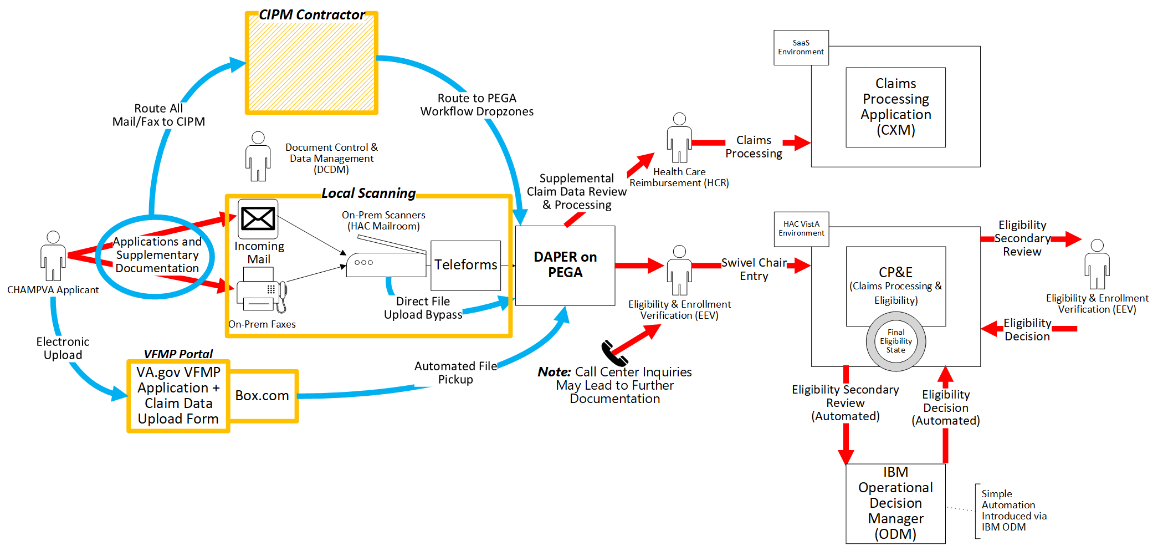 CIPM Contractor
Route All
Mail/Fax to CIPM
Route to PEGA
Workflow Dropzones
Document Control &
Data Management
(DCDM)
Local Scanning
Incoming
Mail
On-Prem Faxes
On-Prem Scanners
(HAC Mailroom)
Teleforms
Direct File
Upload Bypass
CHAMPVA Applicant
Applications and
Supplementary
Documentation
Electronic
Upload
VFMP Portal
VA.gov VFMP
Application +
Claim Data
Upload Form
Box.com
Automated File
Pickup
DAPER on
PEGA
Supplemental
Claim Data Review
& Processing
Health Care
Reimbursement (HCR)
Claims
Processing
SaaS
Environment
Claims
Processing
Application
(CXM)
Eligibility & Enrollment
Verification (EEV)
Note: Call Center Inquiries
May Lead to Further
Documentation
Swivel Chair
Entry
HAC VistA
Environment
CP&E
(Claims Processing &
Eligibility)
Final
Eligibility
State
Eligibility
Secondary
Review
Eligibility & Enrollment
Verification
(EEV)
Eligibility
Decision
Eligibility Secondary
Review
(Automated)
Eligibility
Decision
(Automated)
IBM
Operational
Decision
Manager
(ODM)
Simple
Automation
Introduced via
IBM ODM